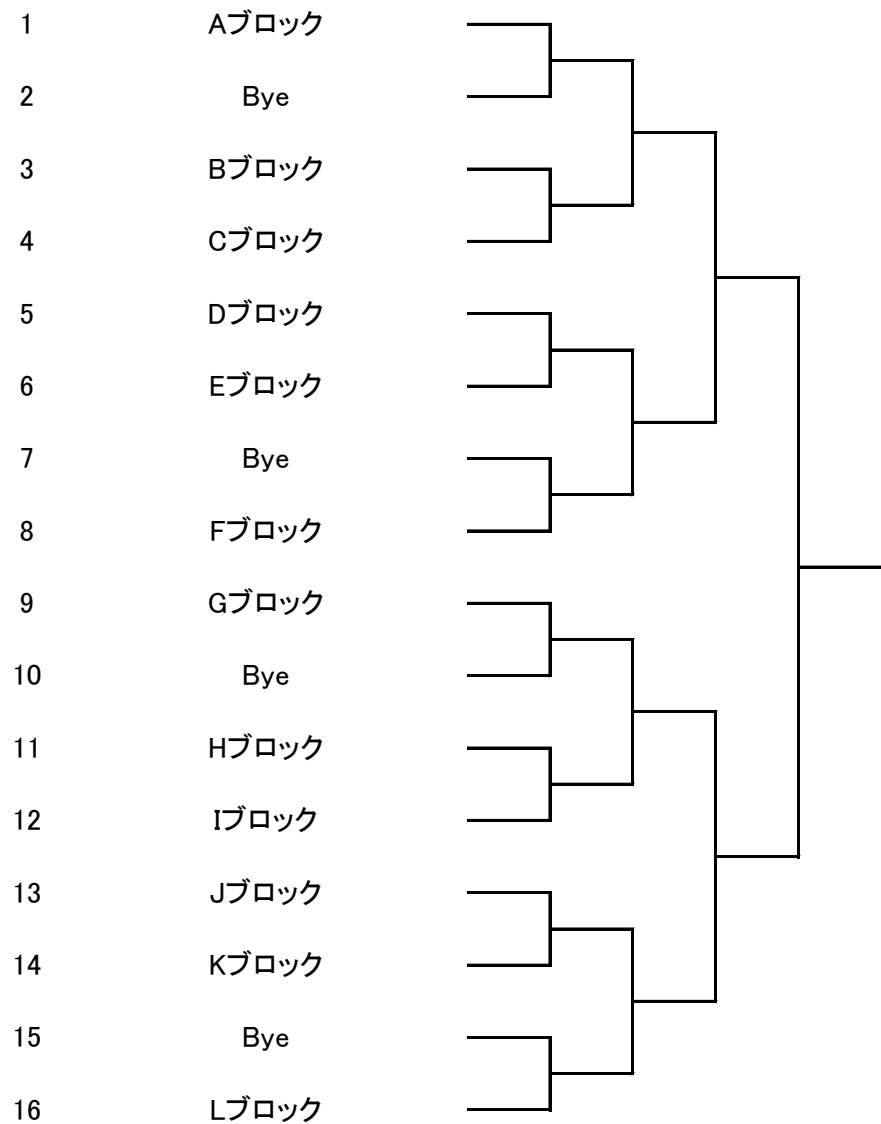 1 Aブロック
2 Bye
3 Bブロック
4 Cブロック
5 Dブロック
6 Eブロック
7 Bye
8 Fブロック
9 Gブロック
10 Bye
11 Hブロック
12 Iブロック
13 Jブロック
14 Kブロック
15 Bye
16 Lブロック